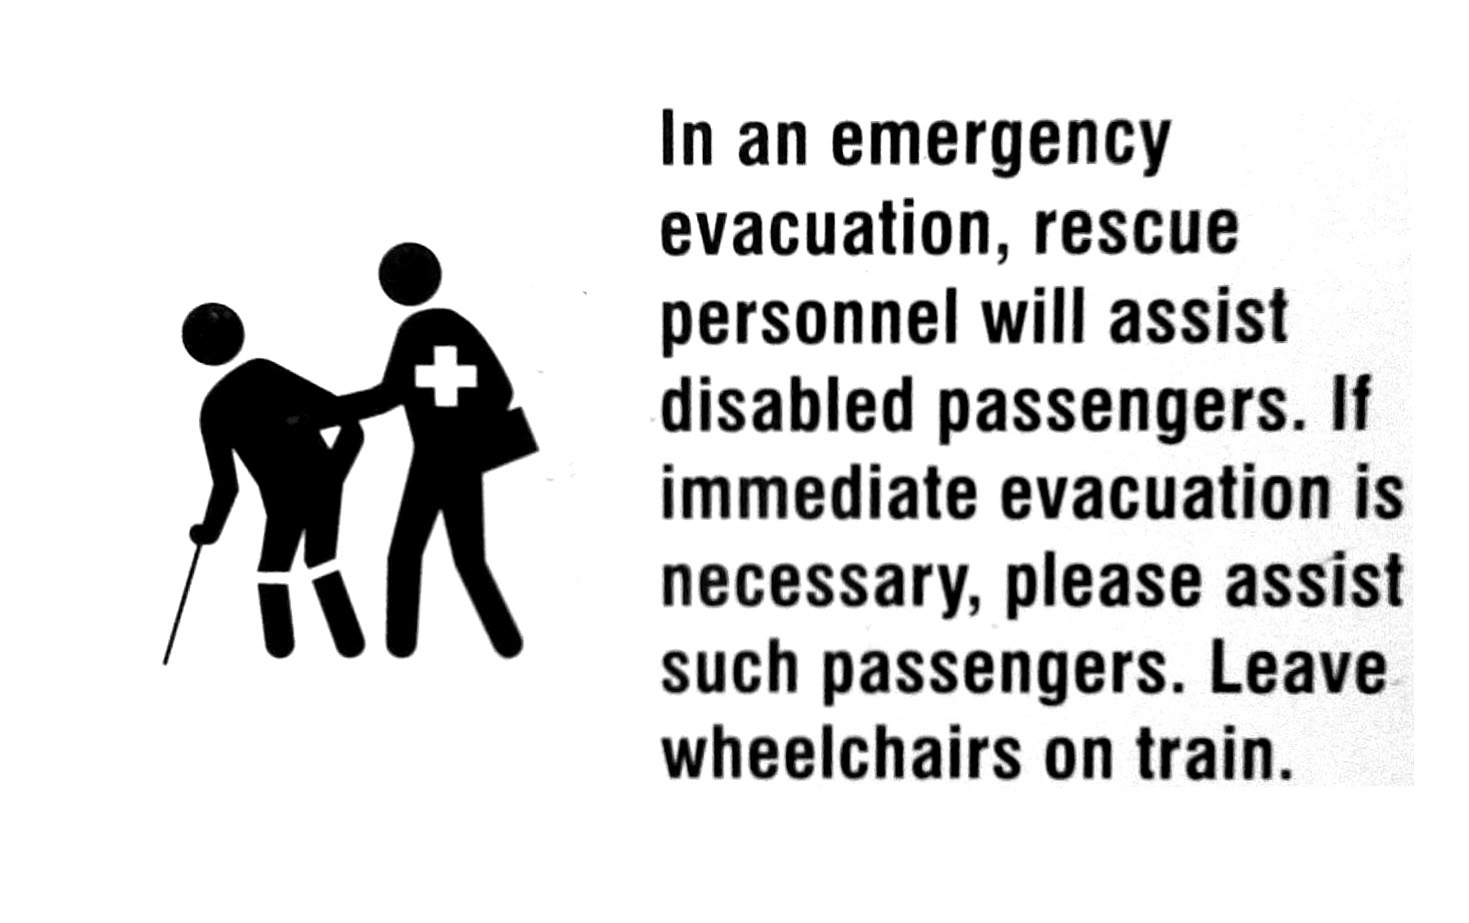 In an emergency
evacuation, rescue
personnel will assist
disabled passengers. If
immediate evacuation is
necessary, please assist
such passengers. Leave
wheelchairs on train.